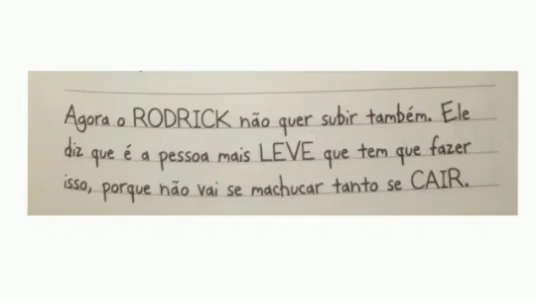 Agora o RODRICK não quer subir também. Ele
diz que é a pessoa mais LEVE que tem que fazer
isso, porque não vai se machucar tanto se CAIR.